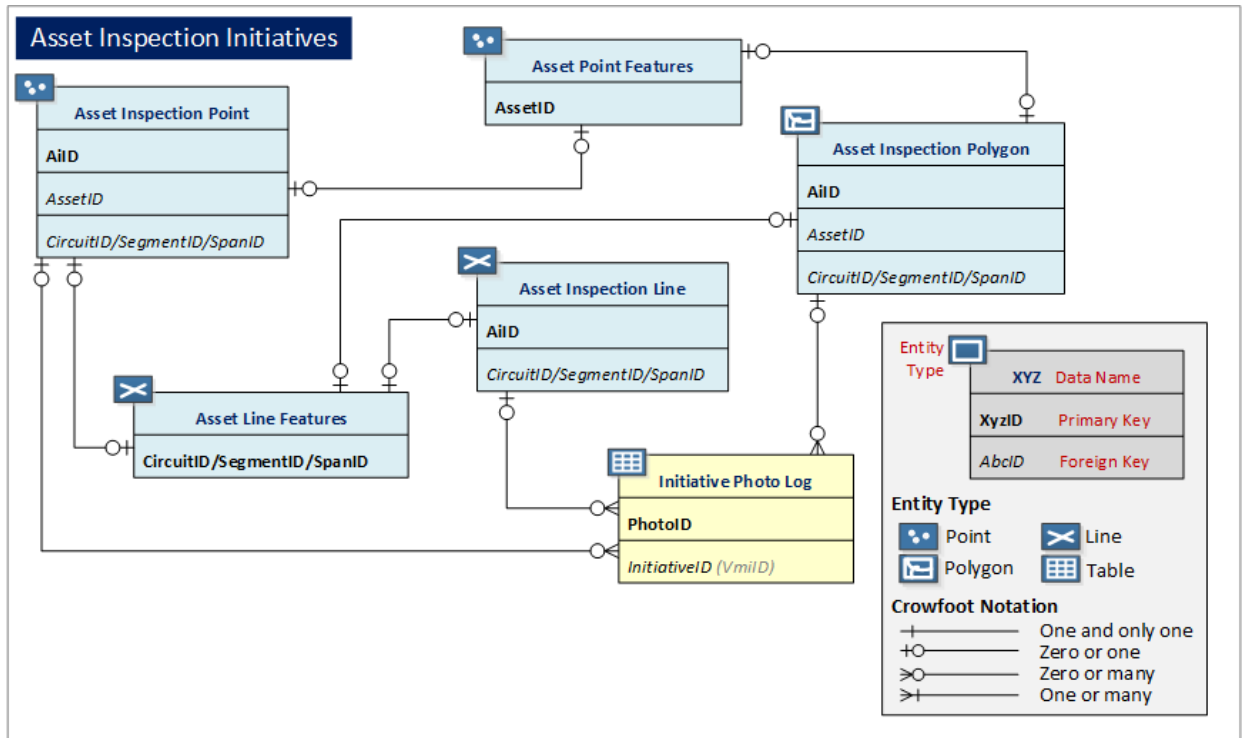 Asset Inspection Initiatives
Asset Point Features
AssetID
Asset Inspection Point
AiID
AssetID
CircuitID/SegmentID/SpanID
Asset Inspection Polygon
AiID
AssetID
CircuitID/SegmentID/SpanID
Asset Inspection Line
AiID
CircuitID/SegmentID/SpanID
Asset Line Features
CircuitID/SegmentID/SpanID
Initiative Photo Log
PhotoID
InitiativeID (VmiID)
Entity
Type
XYZ Data Name
XyzID Primary Key
AbcID Foreign Key
Entity Type
Point Line
Polygon Table
Crowfoot Notation
One and only one
Zero or one
Zero or many
One or many